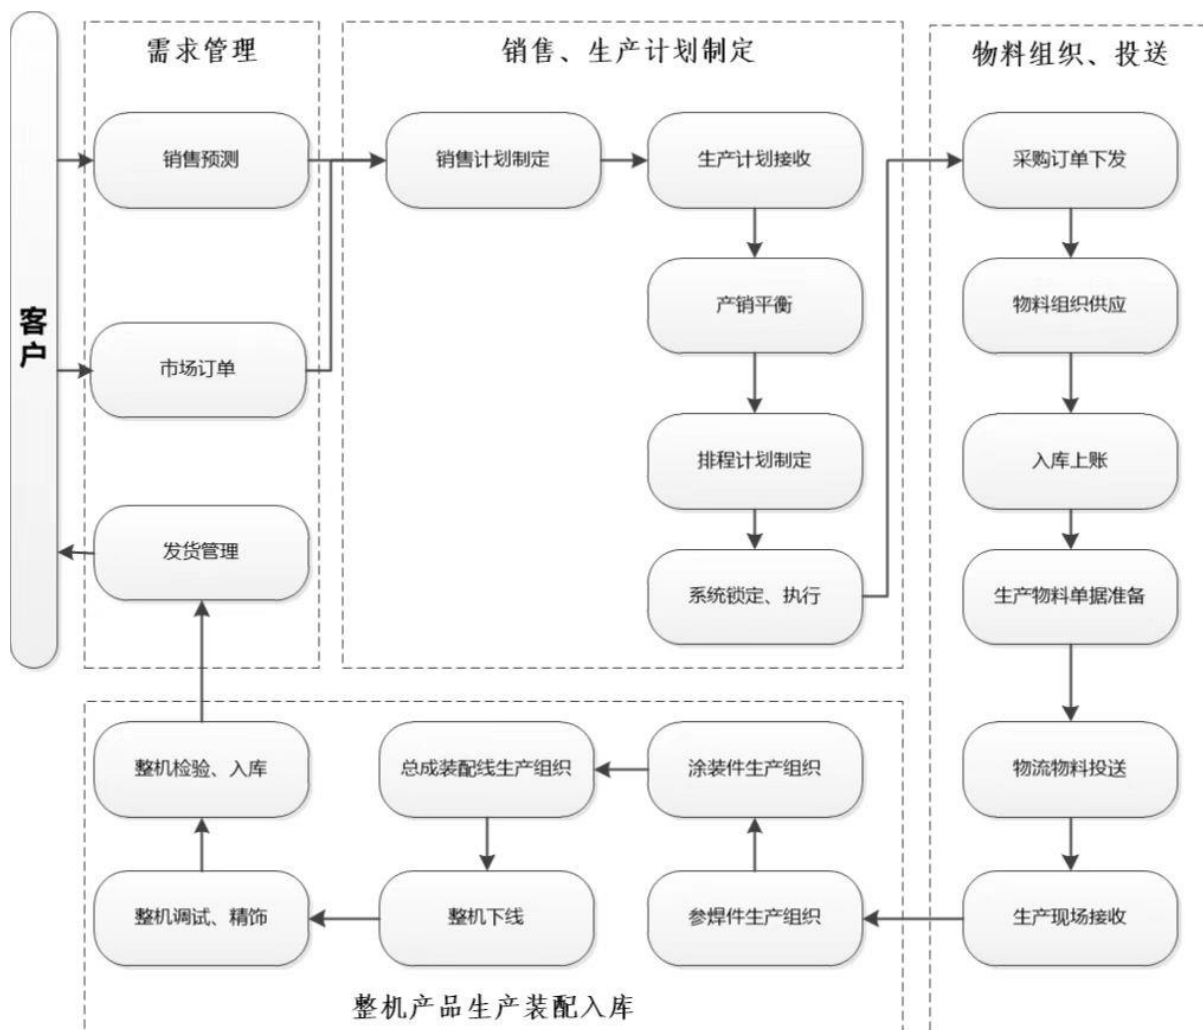 客户
需求管理
销售预测
市场订单
发货管理
销售、生产计划制定
销售计划制定
生产计划接收
产销平衡
排程计划制定
系统锁定、执行
物料组织、投送
采购订单下发
物料组织供应
入库上账
生产物料单据准备
物流物料投送
生产现场接收
整机检验、入库
总成装配线生产组织
涂装件生产组织
整机调试、精饰
整机下线
参焊件生产组织
整机产品生产装配入库